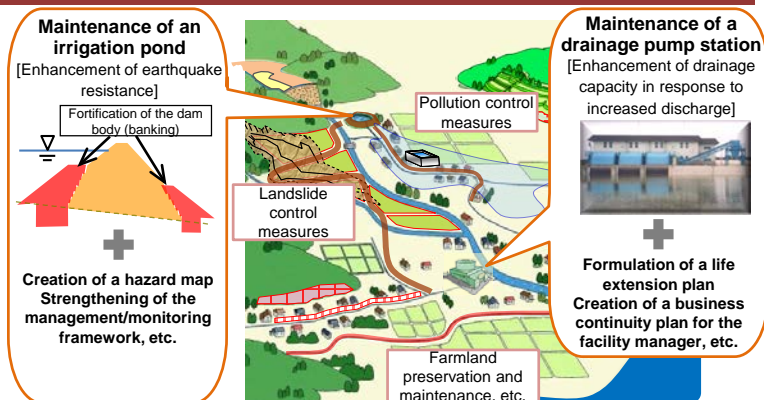 Maintenance of an
irrigation pond
[Enhancement of earthquake
resistance]
Fortification of the dam
body (banking)
Creation of a hazard map
Strengthening of the
management/monitoring
framework, etc.
Pollution control
measures
Landslide
control
measures
Farmland
preservation and
maintenance, etc.
Maintenance of a
drainage pump station
[Enhancement of drainage
capacity in response to
increased discharge]
Formulation of a life
extension plan
Creation of a business
continuity plan for the
facility manager, etc.